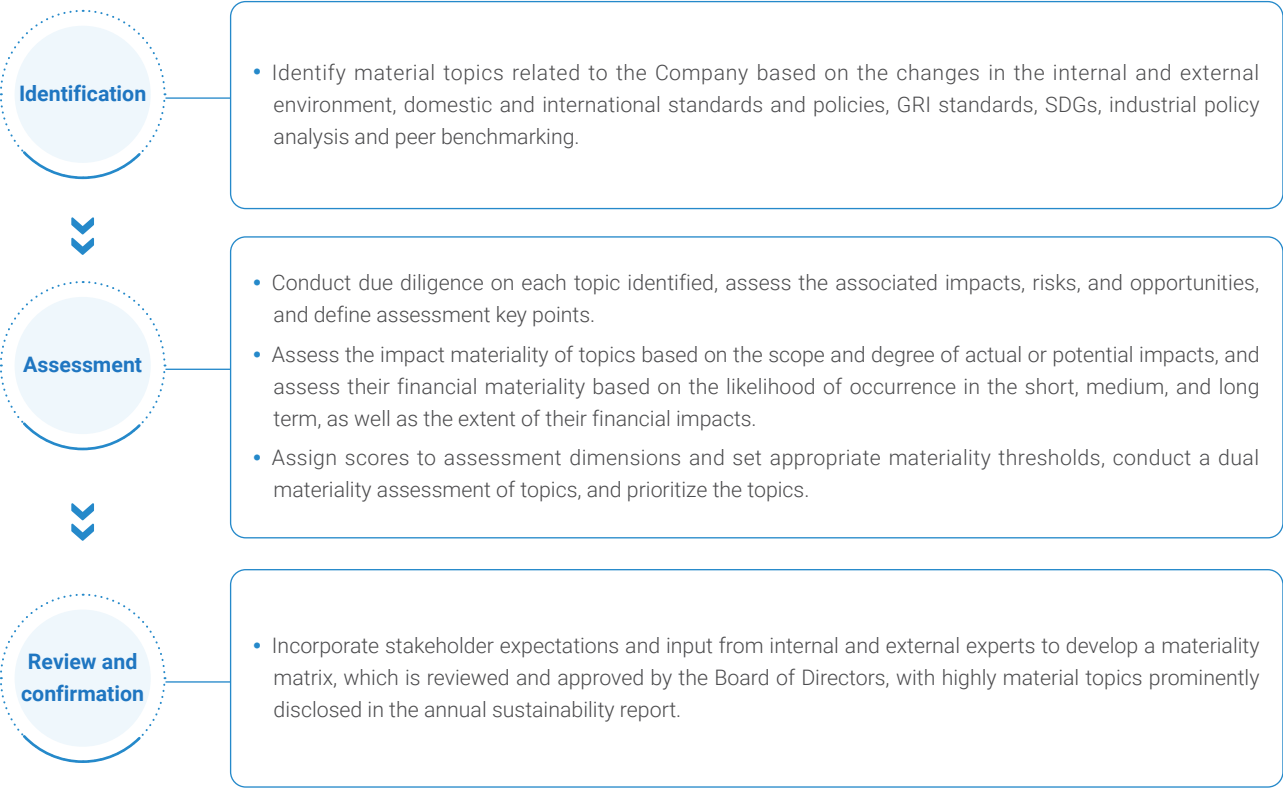 Identification
• Identify material topics related to the Company based on the changes in the internal and external
environment, domestic and international standards and policies, GRI standards, SDGs, industrial policy
analysis and peer benchmarking.
Assessment
• Conduct due diligence on each topic identified, assess the associated impacts, risks, and opportunities,
and define assessment key points.
• Assess the impact materiality of topics based on the scope and degree of actual or potential impacts, and
assess their financial materiality based on the likelihood of occurrence in the short, medium, and long
term, as well as the extent of their financial impacts.
• Assign scores to assessment dimensions and set appropriate materiality thresholds, conduct a dual
materiality assessment of topics, and prioritize the topics.
Review and
confirmation
• Incorporate stakeholder expectations and input from internal and external experts to develop a materiality
matrix, which is reviewed and approved by the Board of Directors, with highly material topics prominently
disclosed in the annual sustainability report.